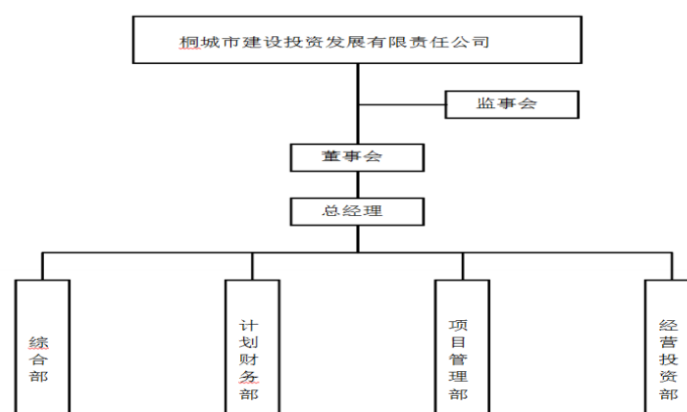 桐城市建设投资发展有限责任公司
监事会
董事会
总经理
综合部
计划财务部
项目管理部
经营投资部